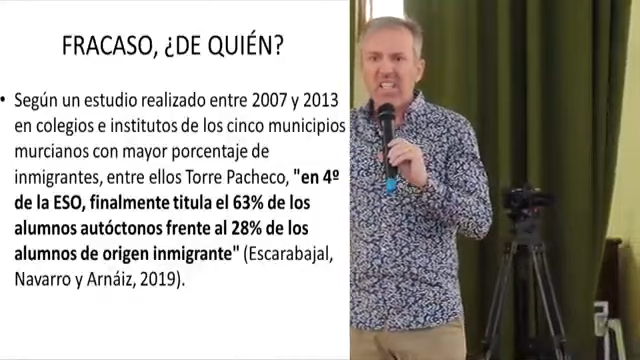 FRACASO, ¿DE QUIÉN?
• Según un estudio realizado entre 2007 y 2013
en colegios e institutos de los cinco municipios
murcianos con mayor porcentaje de
inmigrantes, entre ellos Torre Pacheco, "en 4º
de la ESO, finalmente titula el 63% de los
alumnos autóctonos frente al 28% de los
alumnos de origen inmigrante" (Escarabajal,
Navarro y Arnáiz, 2019).